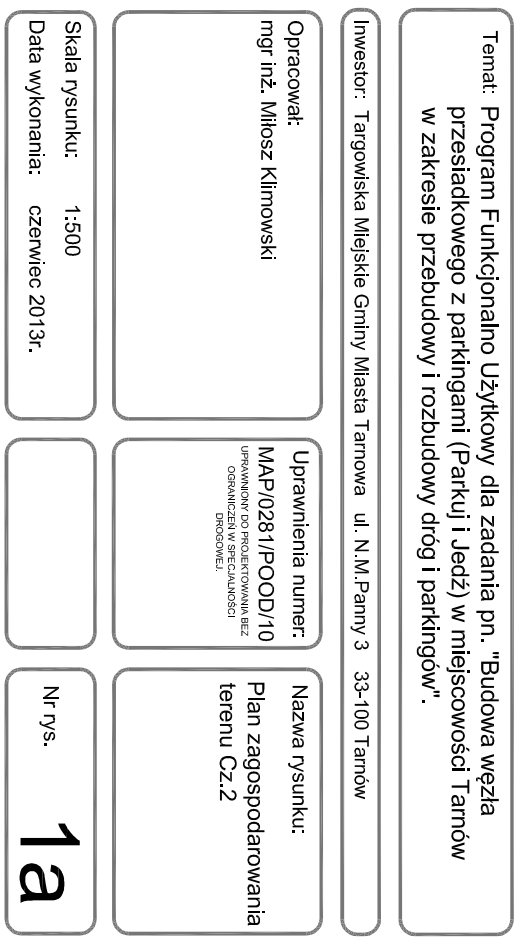 Temat: Program Funkcjonalno Użytkowy dla zadania pn. "Budowa węzła
przesiadkowego z parkingami (Parkuj i Jedź) w miejscowości Tarnów
w zakresie przebudowy i rozbudowy dróg i parkingów".
Inwestor: Targowiska Miejskie Gminy Miasta Tarnowa ul. N.M.Panny 3 33-100 Tarnów
Opracował:
mgr inż. Miłosz Klimowski
Uprawnienia numer:
MAP/0281/POOD/10
UPRAWNIONY DO PROJEKTOWANIA BEZ
OGRANICZEŃ W SPECJALNOŚCI
DROGOWEJ.
Nazwa rysunku:
Plan zagospodarowania
terenu Cz.2
Skala rysunku: 1:500
Data wykonania: czerwiec 2013r.
Nr rys. 1a